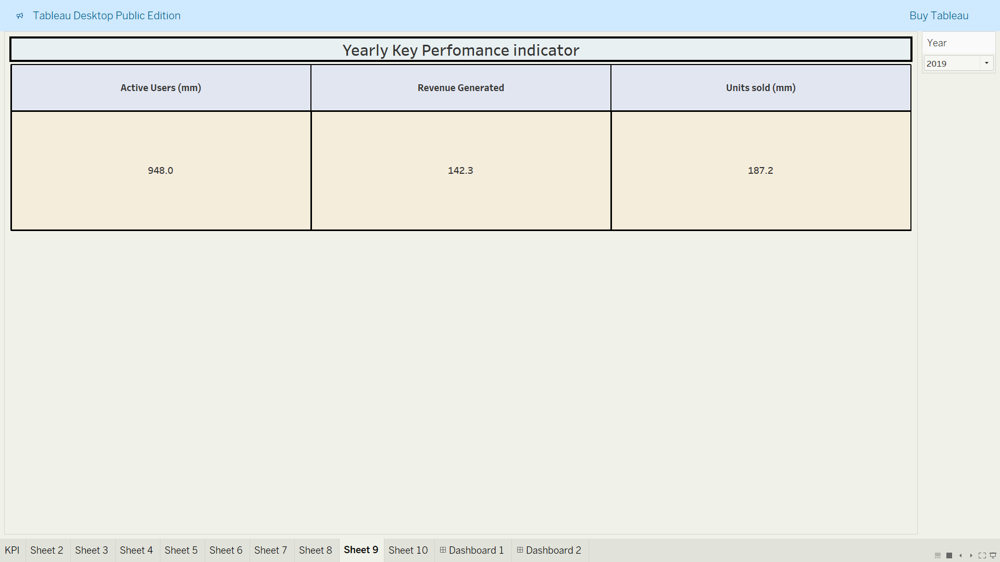 Tableau Desktop Public Edition
Buy Tableau
Yearly Key Perfomance indicator
Year
2019
Active Users (mm)
Revenue Generated
Units sold (mm)
948.0
142.3
187.2
KPI
Sheet 2
Sheet 3
Sheet 4
Sheet 5
Sheet 6
Sheet 7
Sheet 8
Sheet 9
Sheet 10
Dashboard 1
Dashboard 2